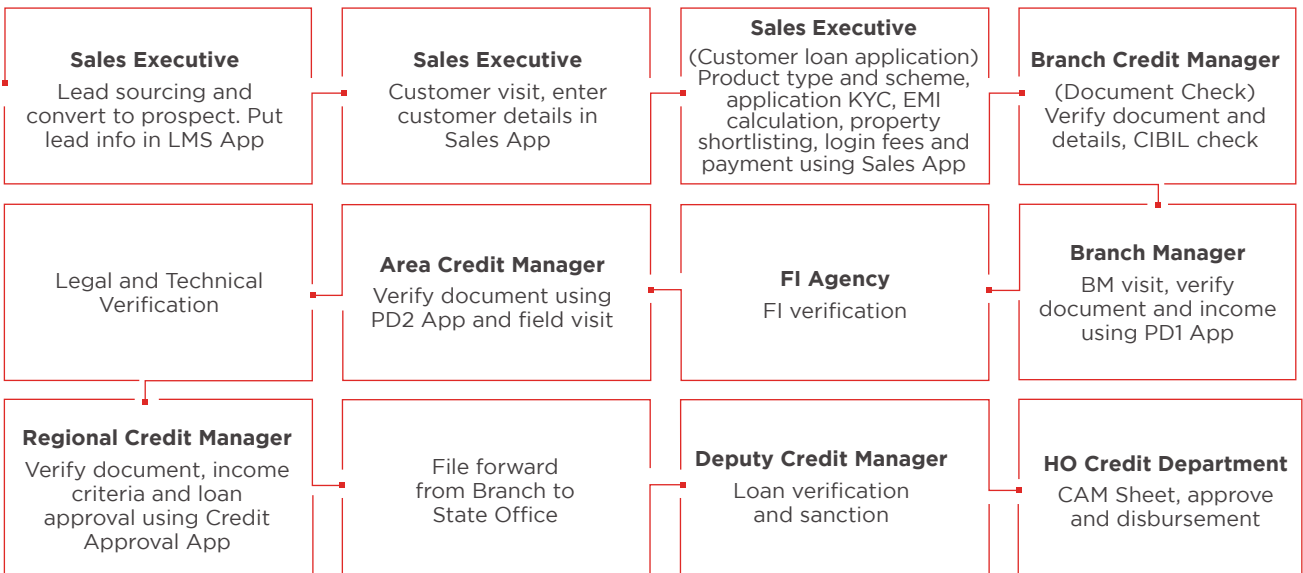 Sales Executive
Lead sourcing and
convert to prospect. Put
lead info in LMS App
Sales Executive
Customer visit, enter
customer details in
Sales App
Sales Executive
(Customer loan application)
Product type and scheme,
application KYC, EMI
calculation, property
shortlisting, login fees and
payment using Sales App
Branch Credit Manager
(Document Check)
Verify document and
details, CIBIL check
Legal and Technical
Verification
Area Credit Manager
Verify document using
PD2 App and field visit
FI Agency
FI verification
Branch Manager
BM visit, verify
document and income
using PD1 App
Regional Credit Manager
Verify document, income
criteria and loan
approval using Credit
Approval App
File forward
from Branch to
State Office
Deputy Credit Manager
Loan verification
and sanction
HO Credit Department
CAM Sheet, approve
and disbursement